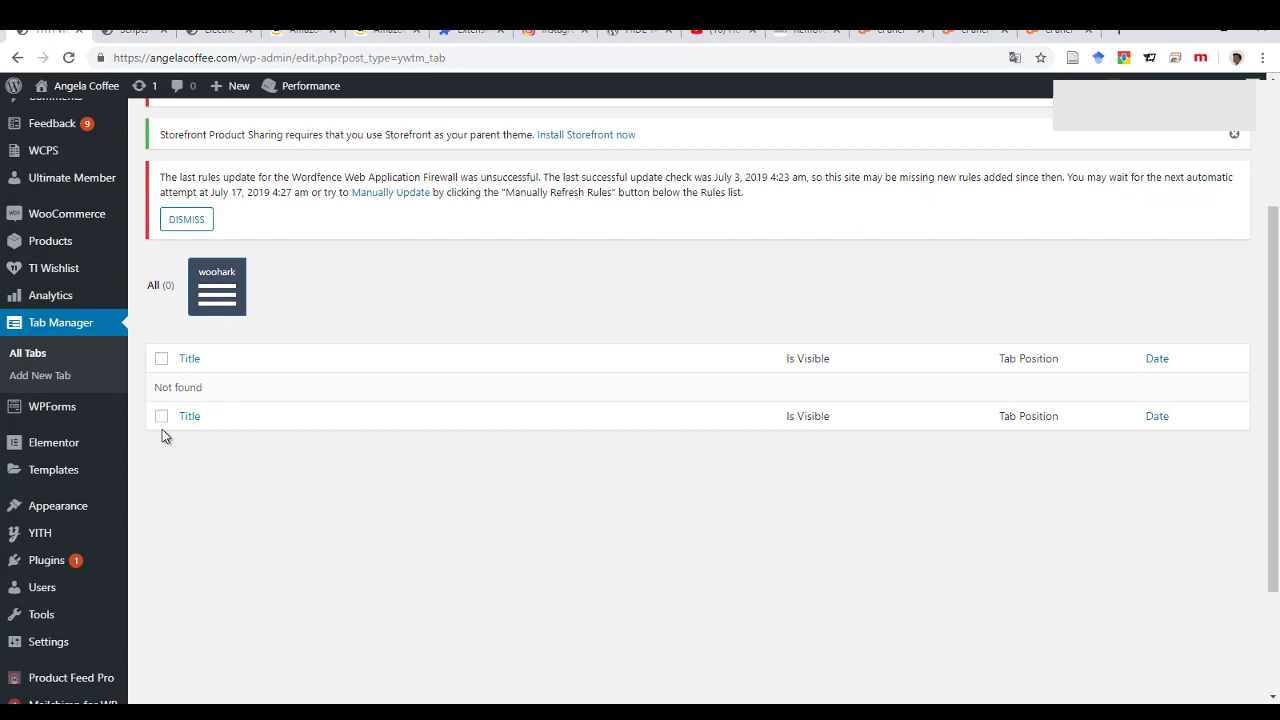 https://angelacoffee.com/wp-admin/edit.php?post_type=ywtm_tab
Angela Coffee
1
0
New
Performance
Comments
Feedback 9
WCPS
Ultimate Member
WooCommerce
Products
TI Wishlist
Analytics
Tab Manager
All Tabs
Add New Tab
WPForms
Elementor
Templates
Appearance
YITH
Plugins 1
Users
Tools
Settings
Product Feed Pro
Mailchimp for WP
Storefront Product Sharing requires that you use Storefront as your parent theme. Install Storefront now
The last rules update for the Wordfence Web Application Firewall was unsuccessful. The last successful update check was July 3, 2019 4:23 am, so this site may be missing new rules added since then. You may wait for the next automatic
attempt at July 17, 2019 4:27 am or try to Manually Update by clicking the "Manually Refresh Rules" button below the Rules list.
DISMISS
All (0)
woohark
Title Is Visible Tab Position Date
Not found
Title Is Visible Tab Position Date